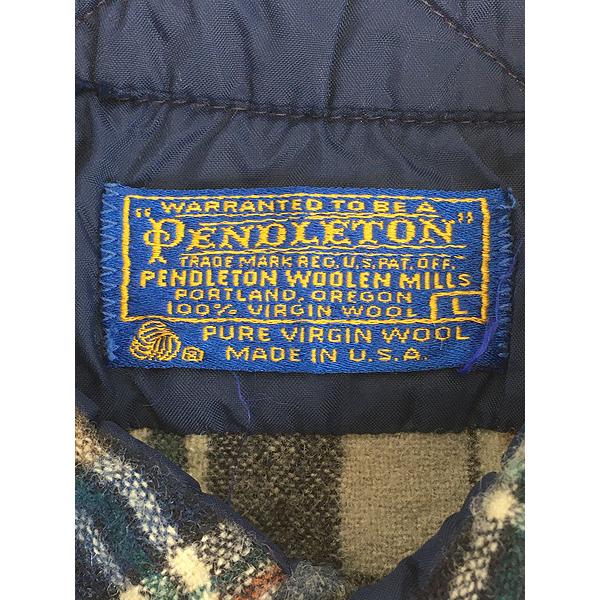 WARRANTED TO BE A
"PENDLETON"
TRADE MARK REG. U.S. PAT. OFF.
PENDLETON WOOLEN MILLS
PORTLAND, OREGON
100% VIRGIN WOOL L
®
PURE VIRGIN WOOL
MADE IN U.S.A.